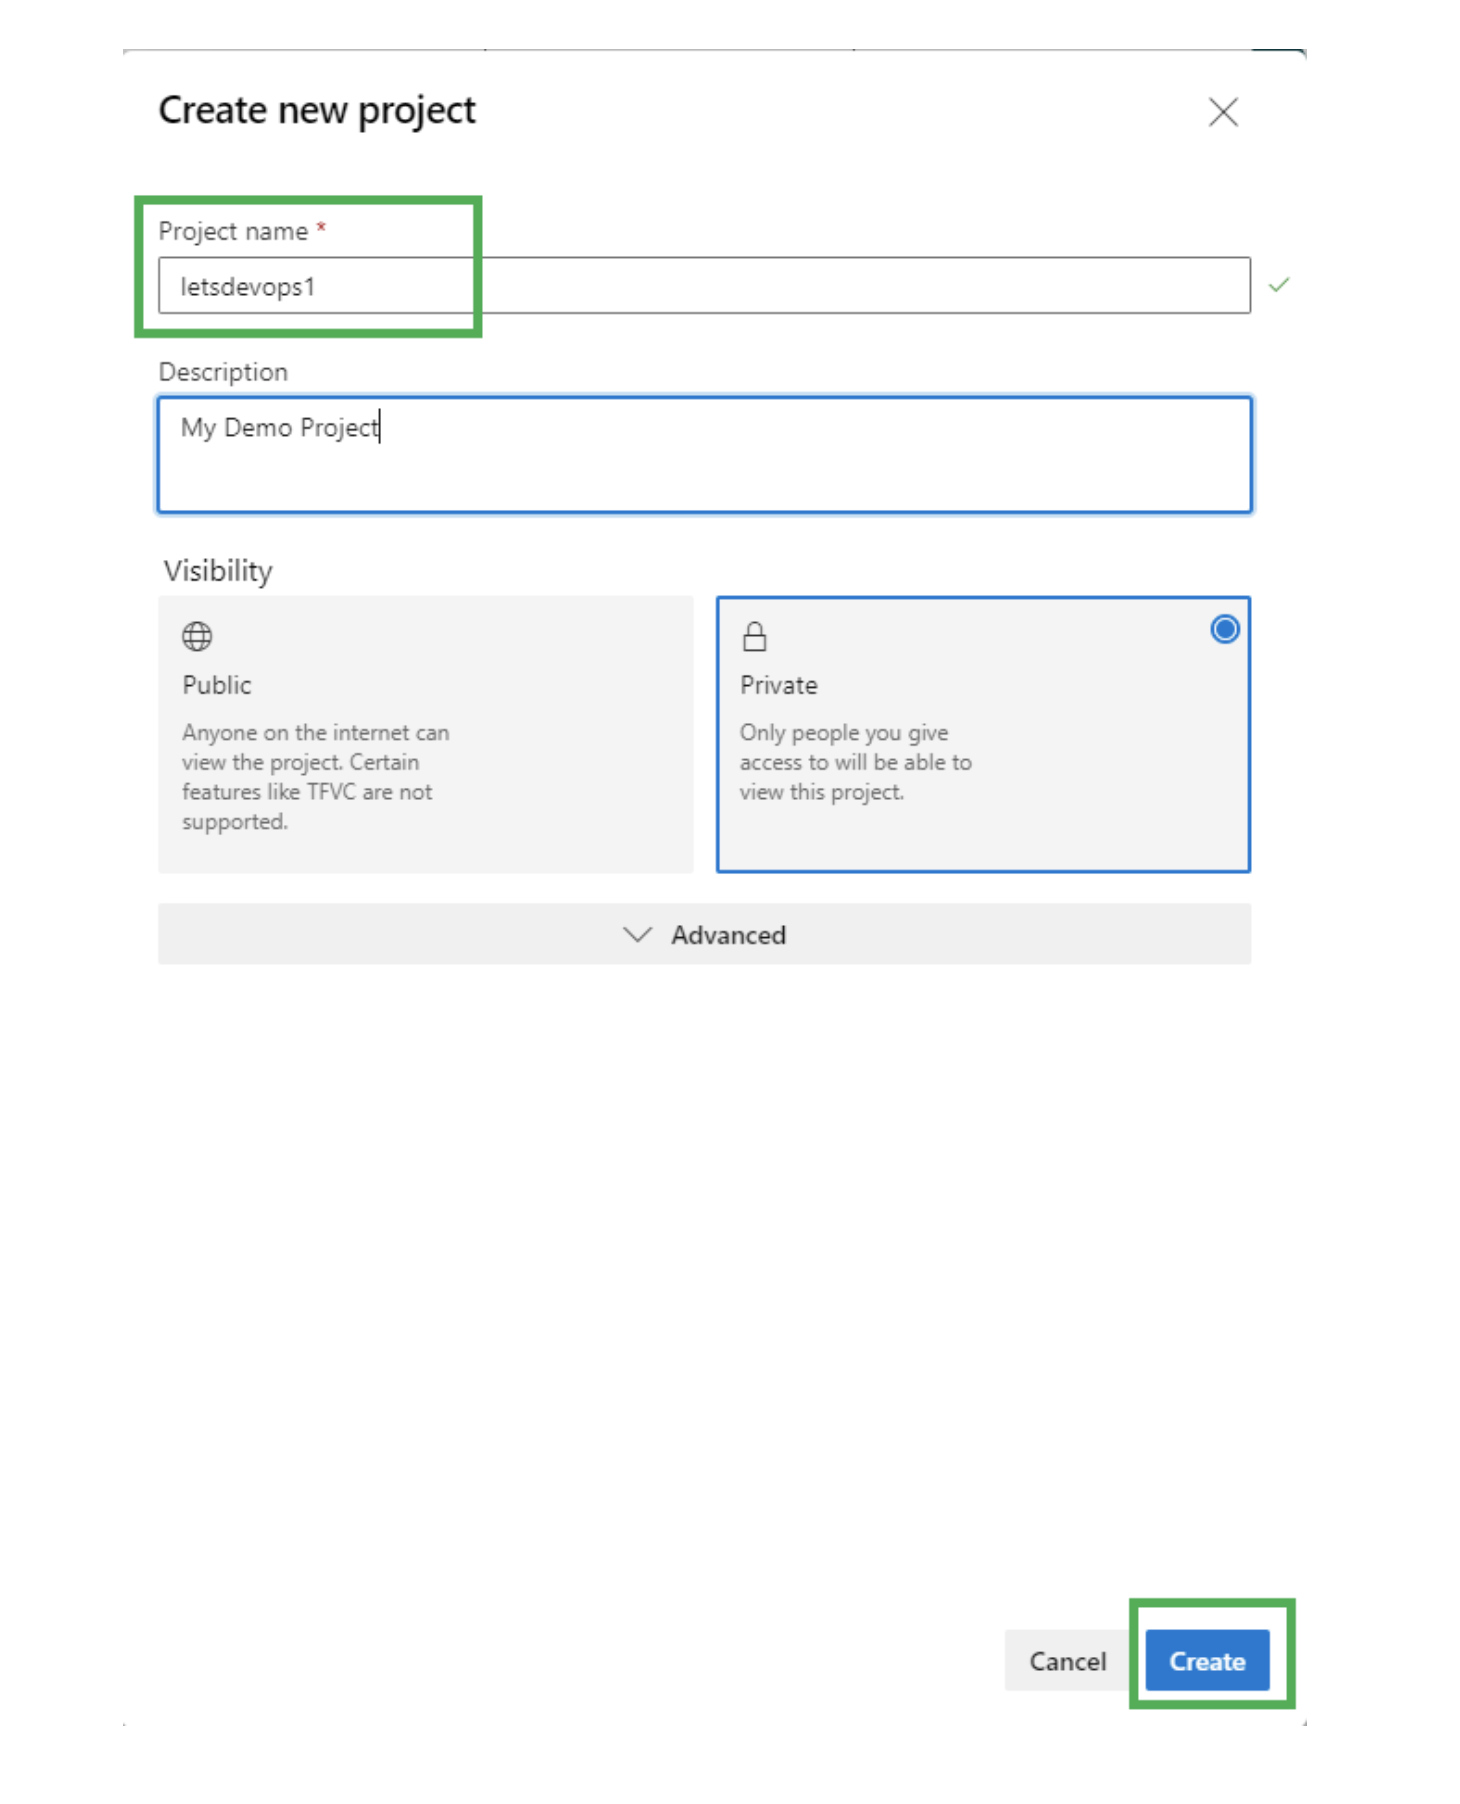 Create new project
Project name *
letsdevops1
Description
My Demo Project
Visibility
Public
Anyone on the internet can
view the project. Certain
features like TFVC are not
supported.
Private
Only people you give
access to will be able to
view this project.
Advanced
Cancel
Create